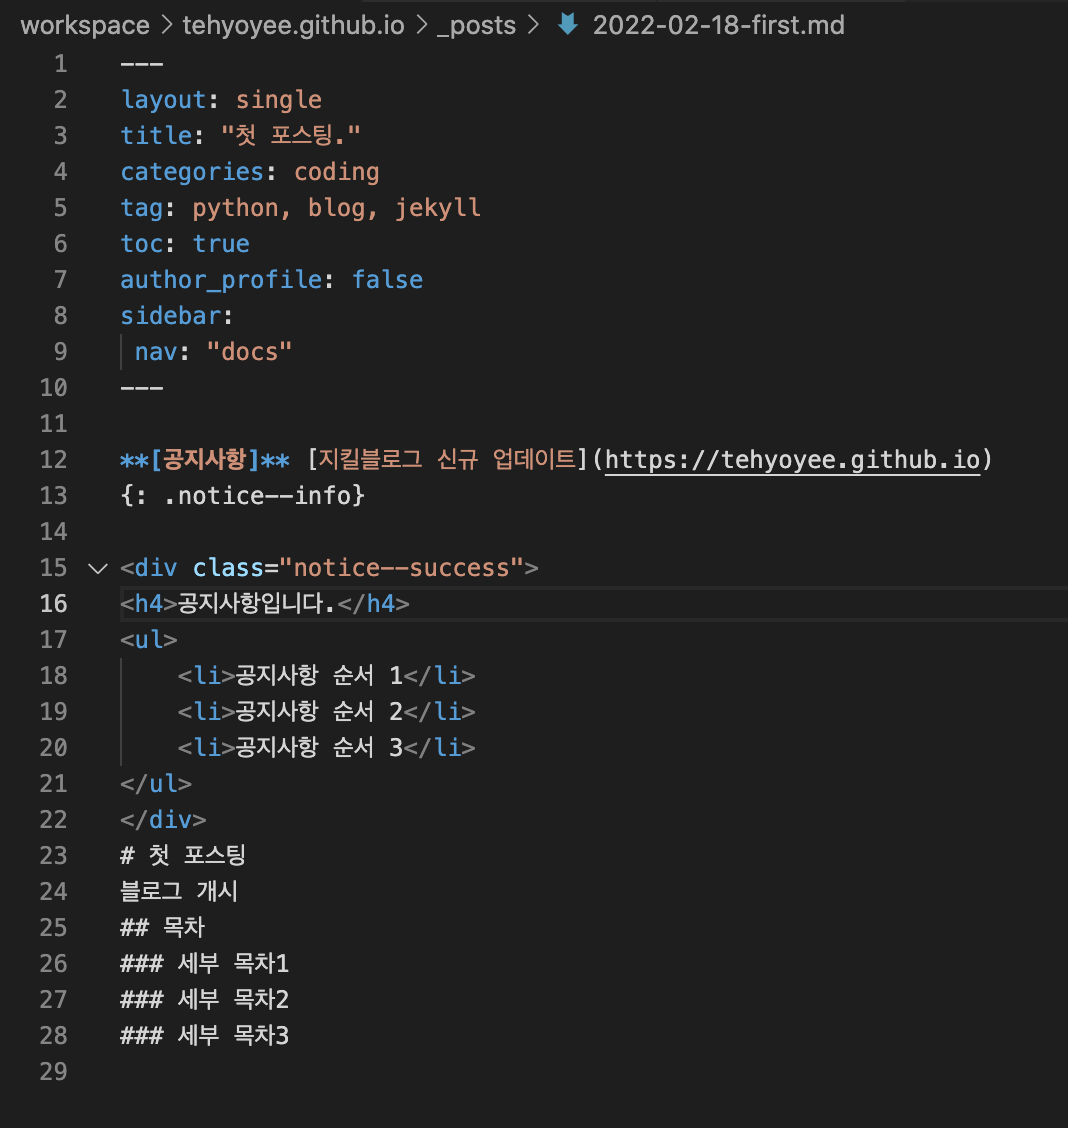 workspace > tehyoyee.github.io > _posts > 2022-02-18-first.md
1 ---
2 layout: single
3 title: "첫 포스팅."
4 categories: coding
5 tag: python, blog, jekyll
6 toc: true
7 author_profile: false
8 sidebar:
9  nav: "docs"
10 ---
11
12 **[공지사항]** [지킬블로그 신규 업데이트](https://tehyoyee.github.io)
13 {: .notice--info}
14
15 <div class="notice--success">
16 <h4>공지사항입니다.</h4>
17 <ul>
18     <li>공지사항 순서 1</li>
19     <li>공지사항 순서 2</li>
20     <li>공지사항 순서 3</li>
21 </ul>
22 </div>
23 # 첫 포스팅
24 블로그 개시
25 ## 목차
26 ### 세부 목차1
27 ### 세부 목차2
28 ### 세부 목차3
29